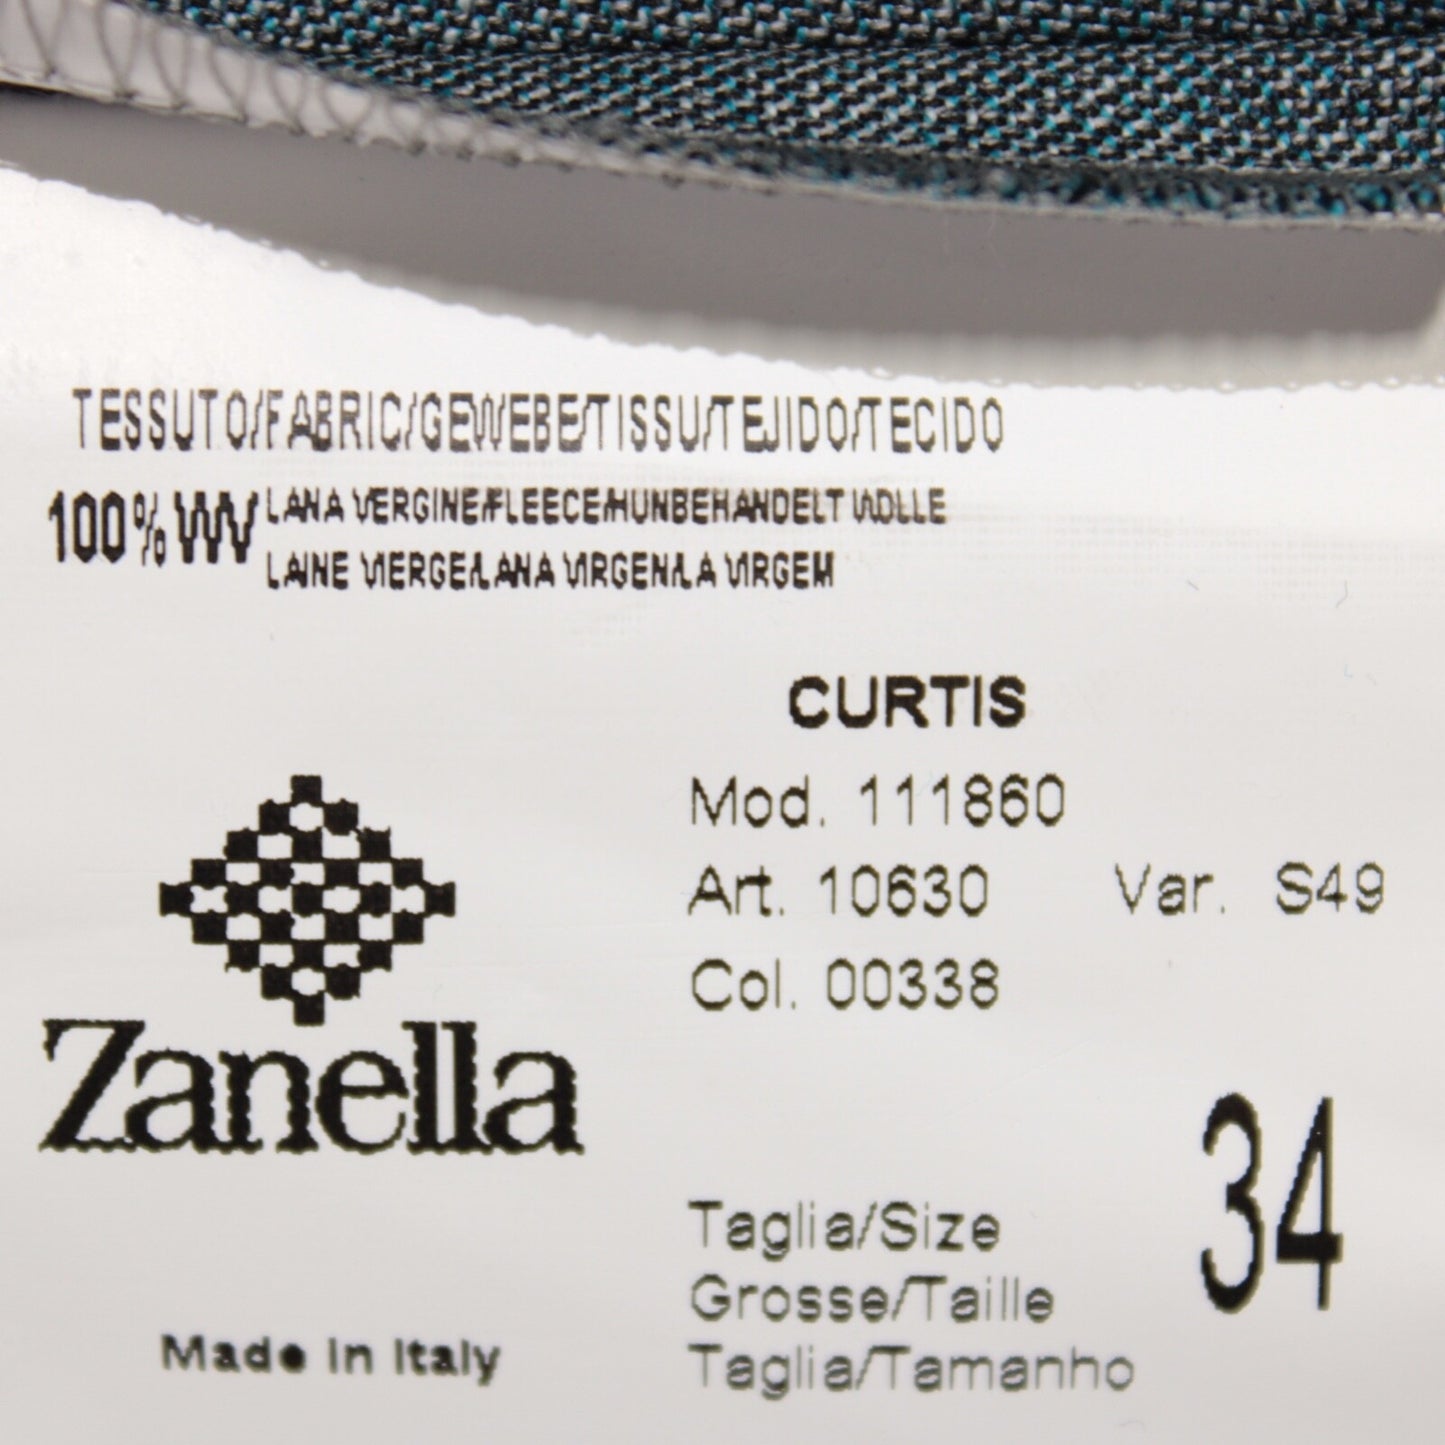 TESSUTO/FABRIC/GEWEBE/TISSU/TEJIDO/TECIDO
100% WV LANA VERGINE/FLEECE/HUNBEHANDELT WOLLE
LAINE VIERGE/LANA VIRGEN/LA VIRGEM
CURTIS
Mod. 111860
Art. 10630 Var. S49
Col. 00338
Zanella
Made In Italy
Taglia/Size
Grosse/Taille
Taglia/Tamanho
34